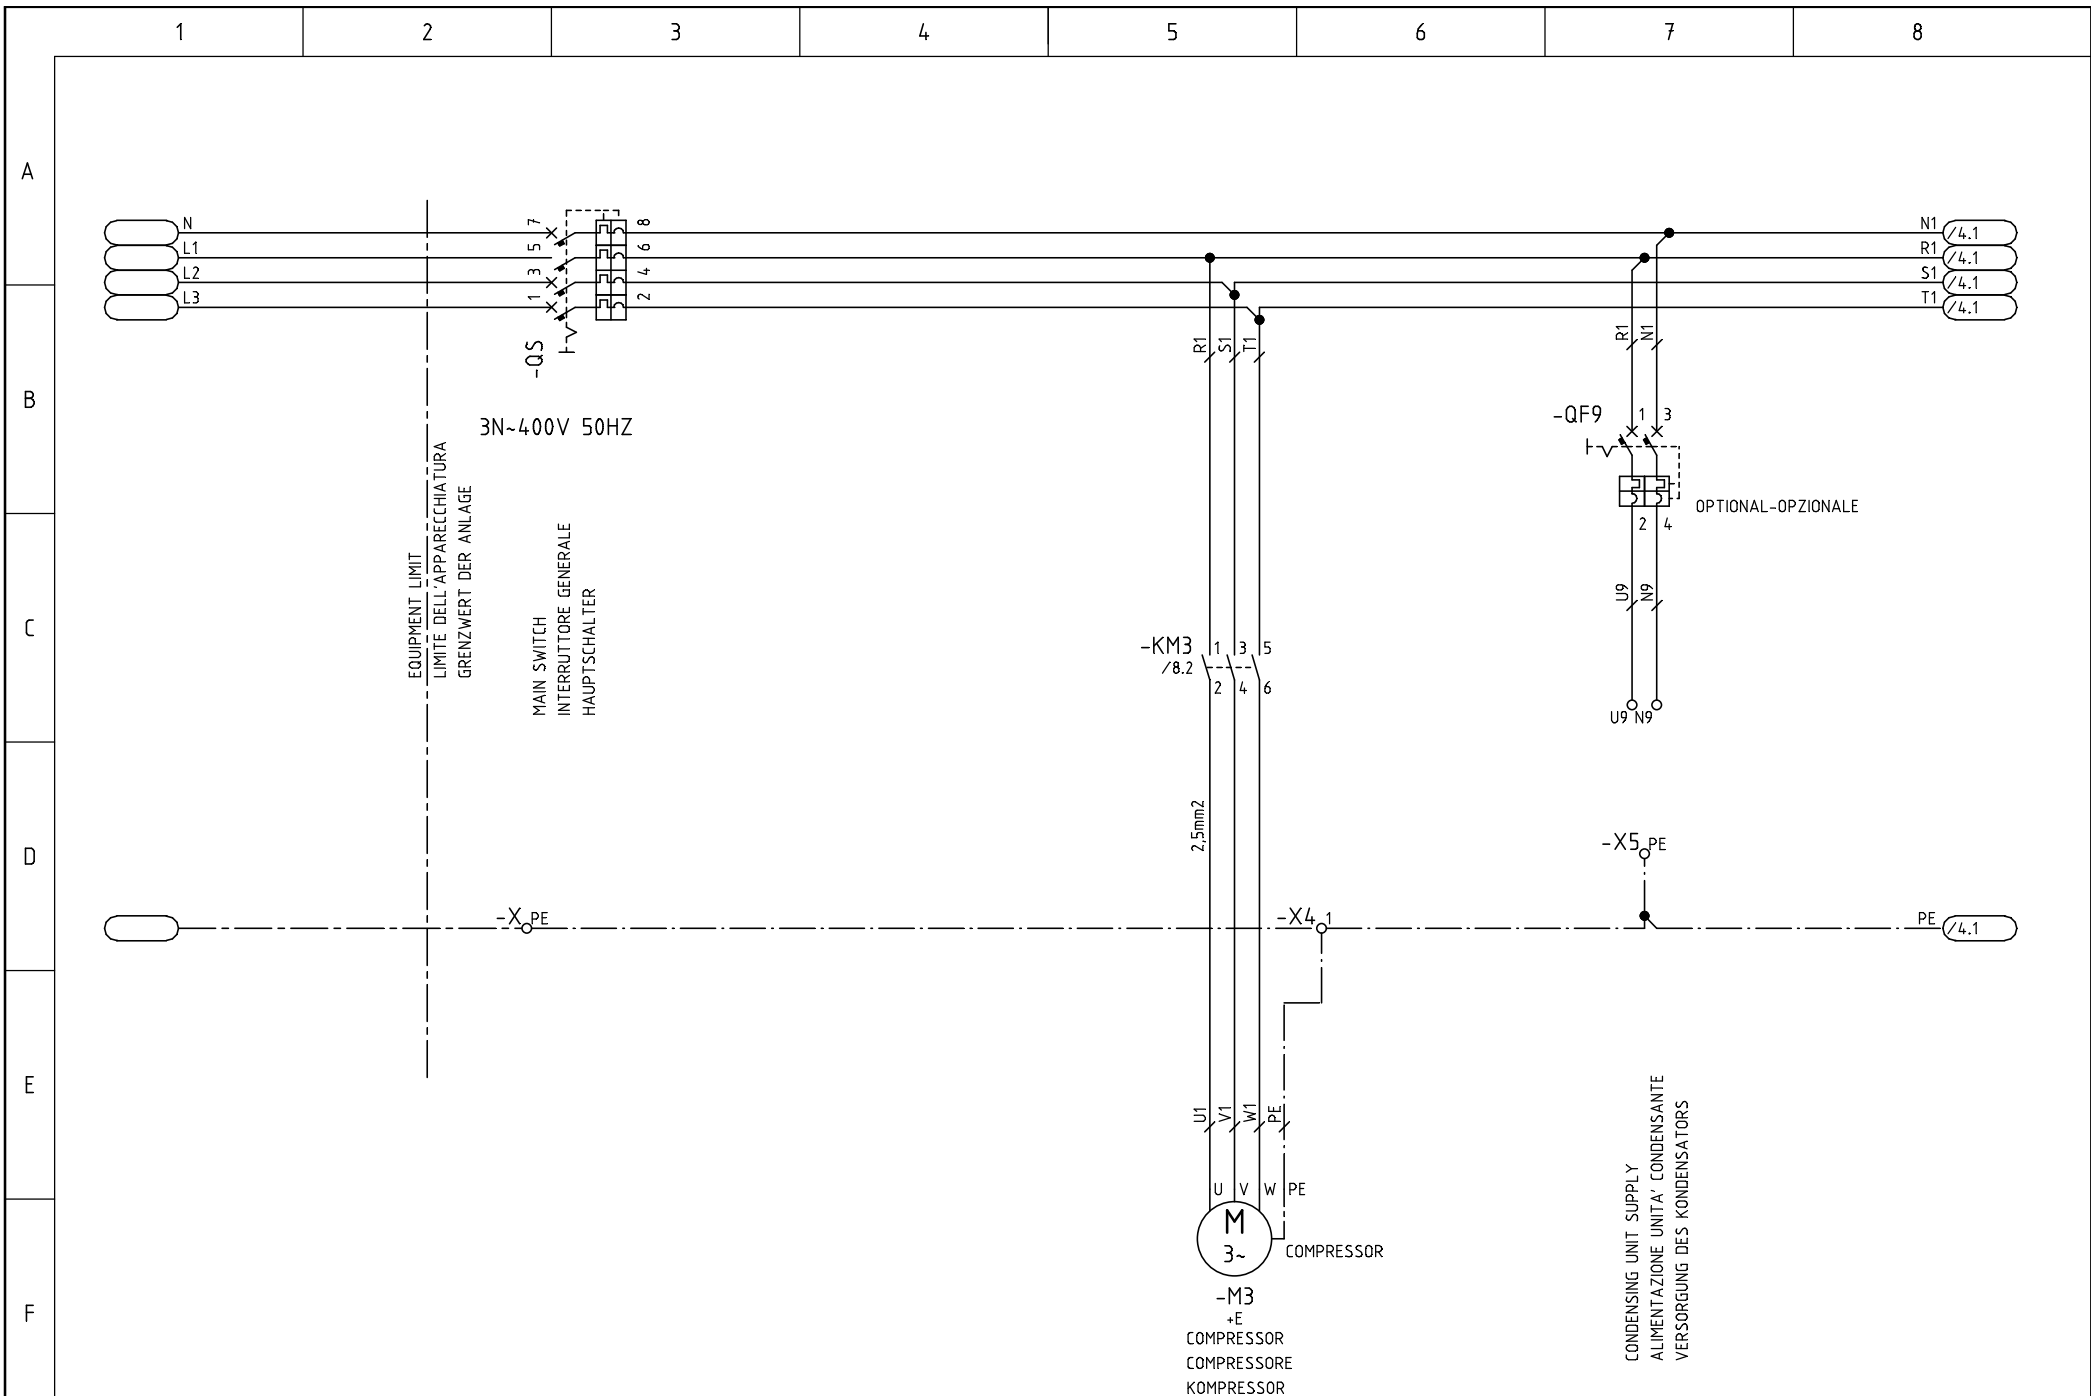 1 2 3 4 5 6 7 8
A
B
C
D
E
F
N
L1
L2
L3
7 8
5 6
3 4
1 2
-QS
3N~400V 50HZ
EQUIPMENT LIMIT
LIMITE DELL'APPARECCHIATURA
GRENZWERT DER ANLAGE
MAIN SWITCH
INTERRUTTORE GENERALE
HAUPTSCHALTER
N1 /4.1
R1 /4.1
S1 /4.1
T1 /4.1
R1 S1 T1
-KM3
/8.2
1 3 5
2 4 6
2,5mm2
R1 N1
-QF9
1 3
2 4
OPTIONAL-OPZIONALE
U9 N9
U9 N9
-X5 PE
-X PE
-X4 1
PE /4.1
U1 V1 W1 PE
U V W PE
M
3~
COMPRESSOR
-M3
+E
COMPRESSOR
COMPRESSORE
KOMPRESSOR
CONDENSING UNIT SUPPLY
ALIMENTAZIONE UNITA' CONDENSANTE
VERSORGUNG DES KONDENSATORS